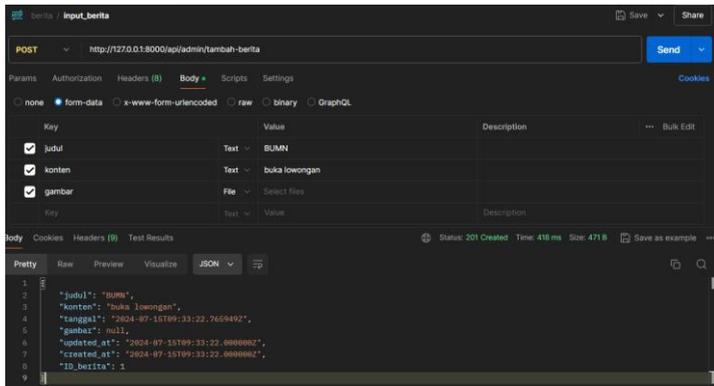 berita / input_berita Save Share
POST http://127.0.0.1:8000/api/admin/tambah-berita Send
Params Authorization Headers (8) Body Scripts Settings Cookies
none form-data x-www-form-urlencoded raw binary GraphQL
Key Value Description ••• Bulk Edit
judul Text BUMN
konten Text buka lowongan
gambar File Select files
Key Text Value Description
Body Cookies Headers (9) Test Results Status: 201 Created Time: 418 ms Size: 471 B Save as example •••
Pretty Raw Preview Visualize JSON
1 {
2 "judul": "BUMN",
3 "konten": "buka lowongan",
4 "tanggal": "2024-07-15T09:33:22.765949Z",
5 "gambar": null,
6 "updated_at": "2024-07-15T09:33:22.000000Z",
7 "created_at": "2024-07-15T09:33:22.000000Z",
8 "ID_berita": 1
9 }